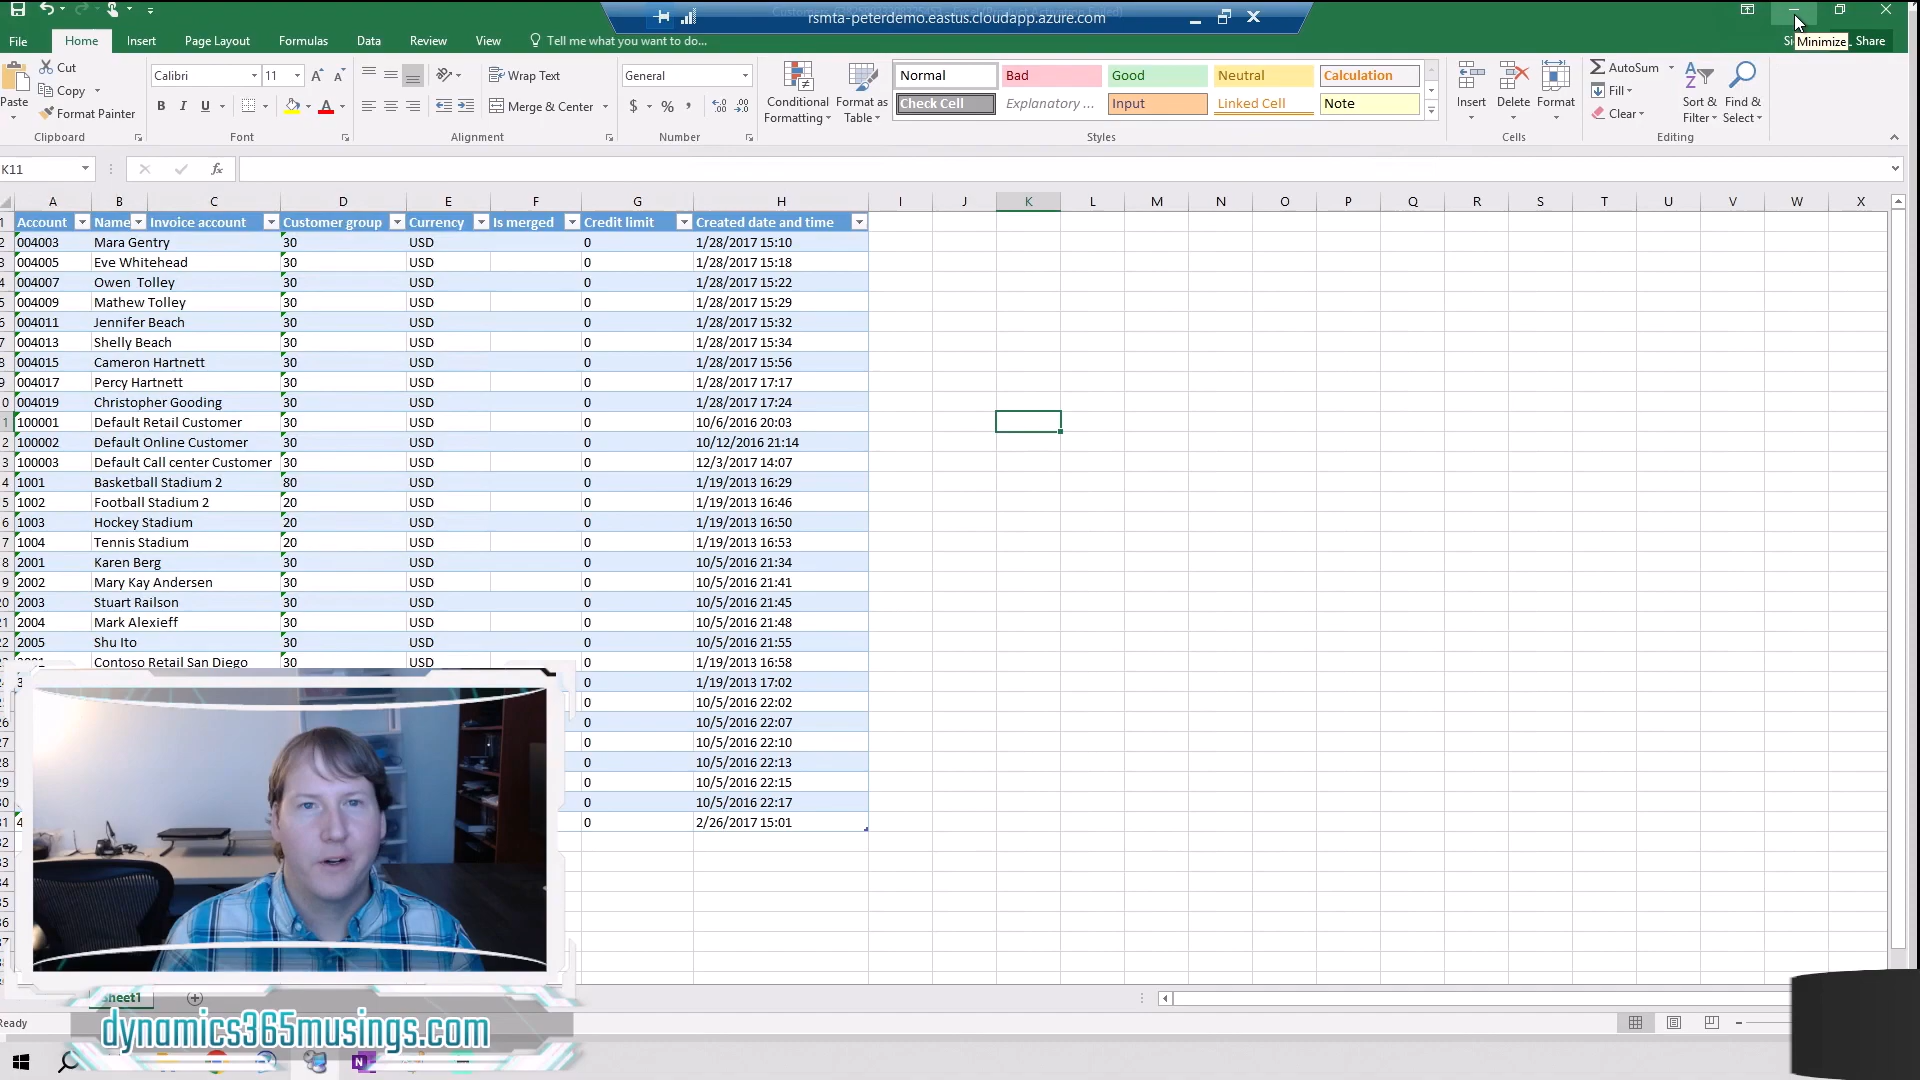 rsmta-peterdemo.eastus.cloudapp.azure.com
File Home Insert Page Layout Formulas Data Review View Tell me what you want to do... Minimize Share
Paste Cut Copy Format Painter
Calibri 11 B I U
Wrap Text Merge & Center
General $ % ,
Conditional Formatting Format as Table
Normal Bad Good Neutral Calculation
Check Cell Explanatory ... Input Linked Cell Note
Insert Delete Format
AutoSum Fill Clear Sort & Filter Find & Select
Clipboard Font Alignment Number Styles Cells Editing
K11 fx
A B C D E F G H I J K L M N O P Q R S T U V W X
Account Name Invoice account Customer group Currency Is merged Credit limit Created date and time
004003 Mara Gentry 30 USD 0 1/28/2017 15:10
004005 Eve Whitehead 30 USD 0 1/28/2017 15:18
004007 Owen Tolley 30 USD 0 1/28/2017 15:22
004009 Mathew Tolley 30 USD 0 1/28/2017 15:29
004011 Jennifer Beach 30 USD 0 1/28/2017 15:32
004013 Shelly Beach 30 USD 0 1/28/2017 15:34
004015 Cameron Hartnett 30 USD 0 1/28/2017 15:56
004017 Percy Hartnett 30 USD 0 1/28/2017 17:17
004019 Christopher Gooding 30 USD 0 1/28/2017 17:24
100001 Default Retail Customer 30 USD 0 10/6/2016 20:03
100002 Default Online Customer 30 USD 0 10/12/2016 21:14
100003 Default Call center Customer 30 USD 0 12/3/2017 14:07
1001 Basketball Stadium 2 80 USD 0 1/19/2013 16:29
1002 Football Stadium 2 20 USD 0 1/19/2013 16:46
1003 Hockey Stadium 20 USD 0 1/19/2013 16:50
1004 Tennis Stadium 20 USD 0 1/19/2013 16:53
2001 Karen Berg 30 USD 0 10/5/2016 21:34
2002 Mary Kay Andersen 30 USD 0 10/5/2016 21:41
2003 Stuart Railson 30 USD 0 10/5/2016 21:45
2004 Mark Alexieff 30 USD 0 10/5/2016 21:48
2005 Shu Ito 30 USD 0 10/5/2016 21:55
Contoso Retail San Diego 30 USD 0 1/19/2013 16:58
0 1/19/2013 17:02
0 10/5/2016 22:02
0 10/5/2016 22:07
0 10/5/2016 22:10
0 10/5/2016 22:13
0 10/5/2016 22:15
0 10/5/2016 22:17
0 2/26/2017 15:01
Sheet1
dynamics365musings.com